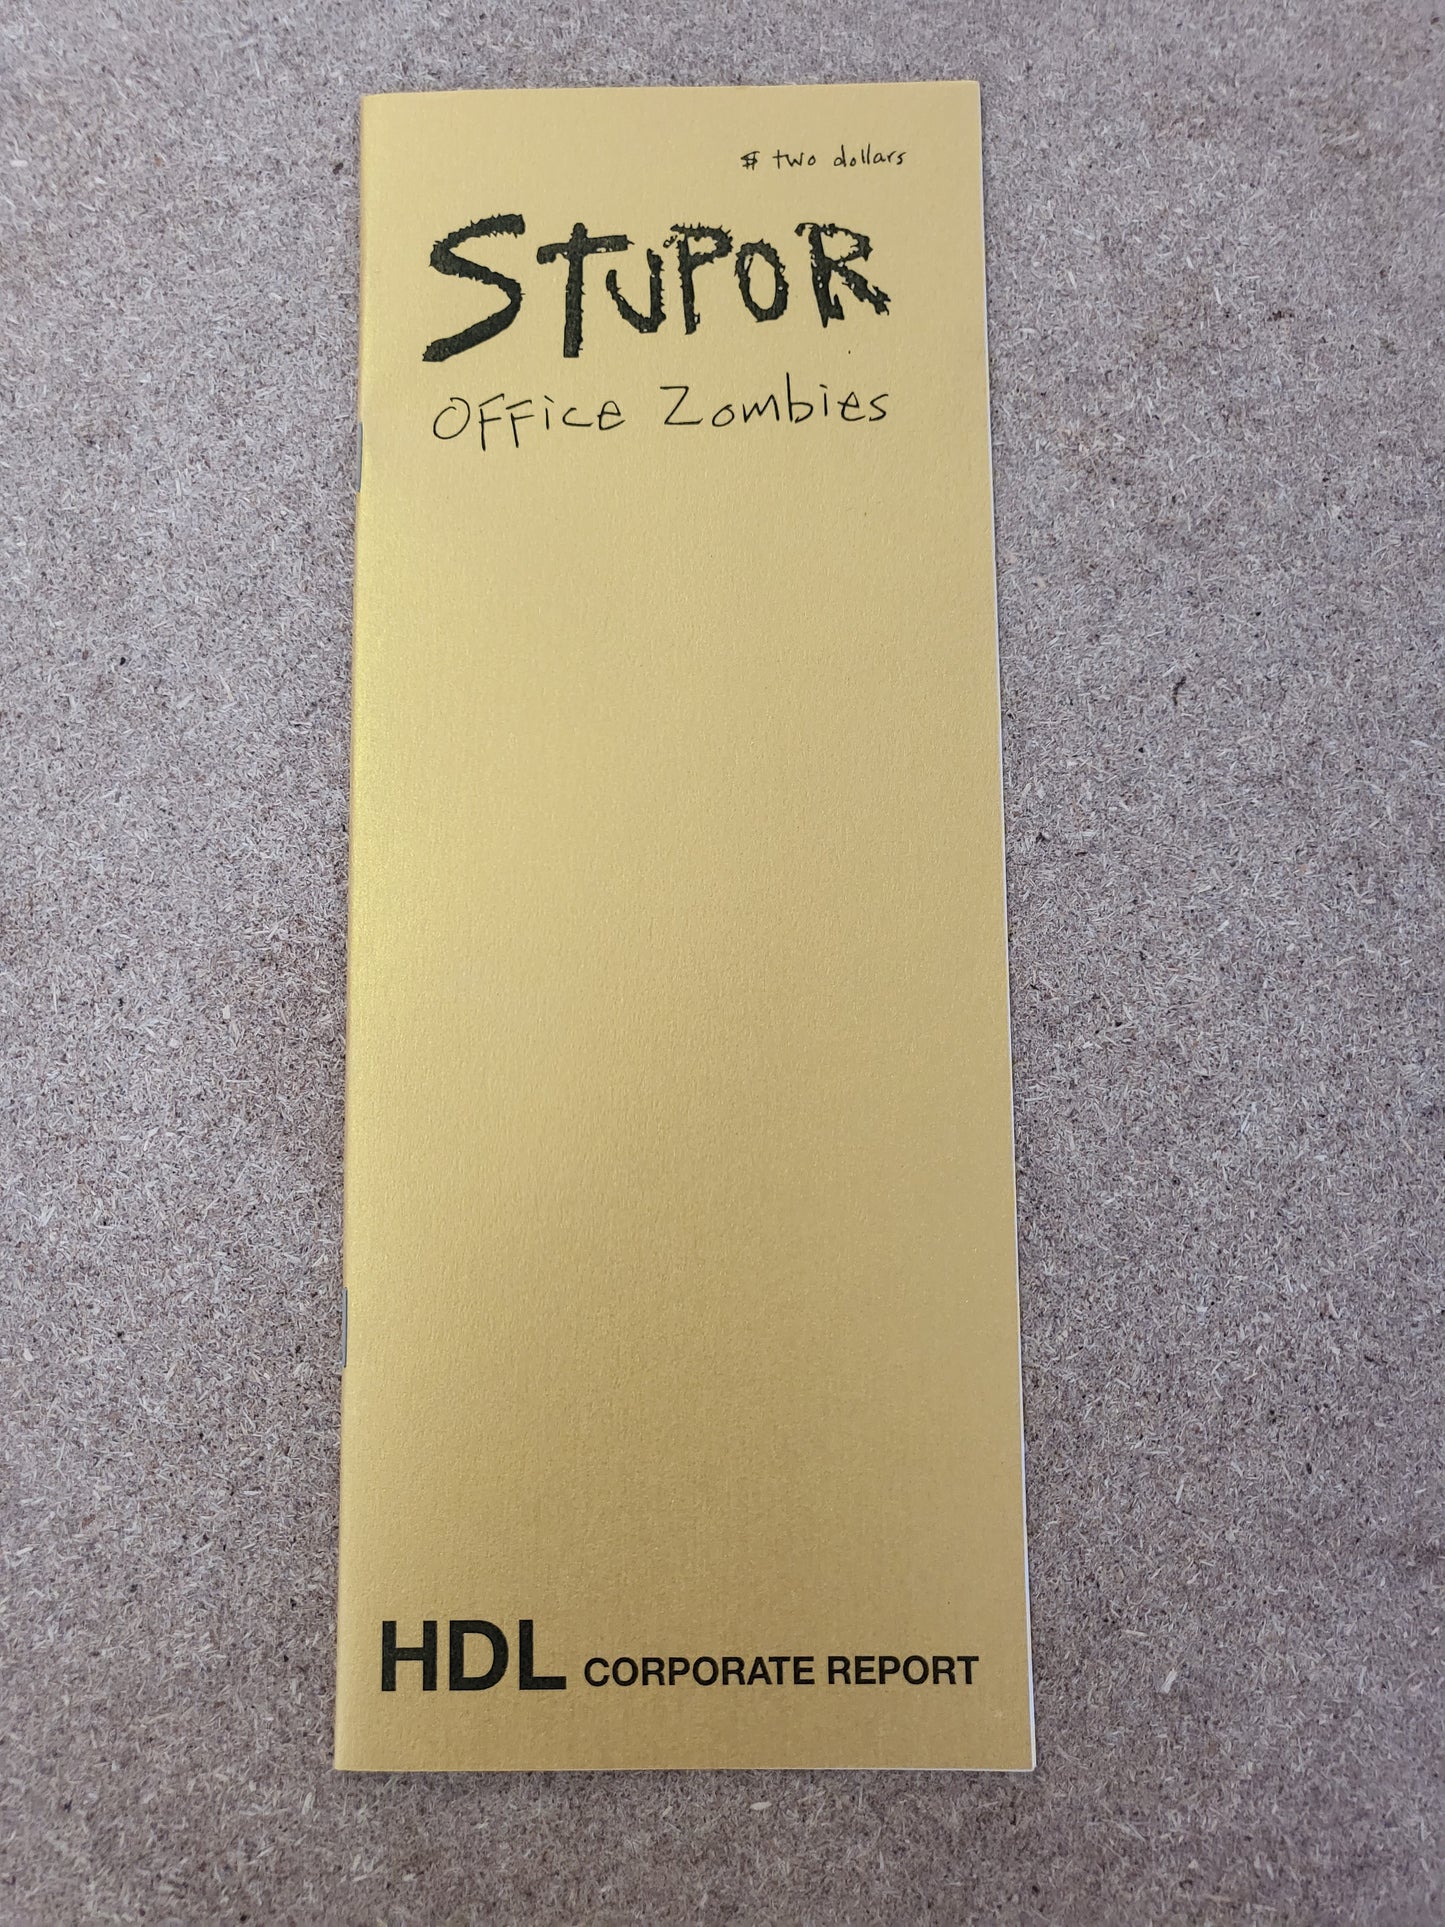 $ two dollars
STUPOR
OFFice Zombies
HDL CORPORATE REPORT